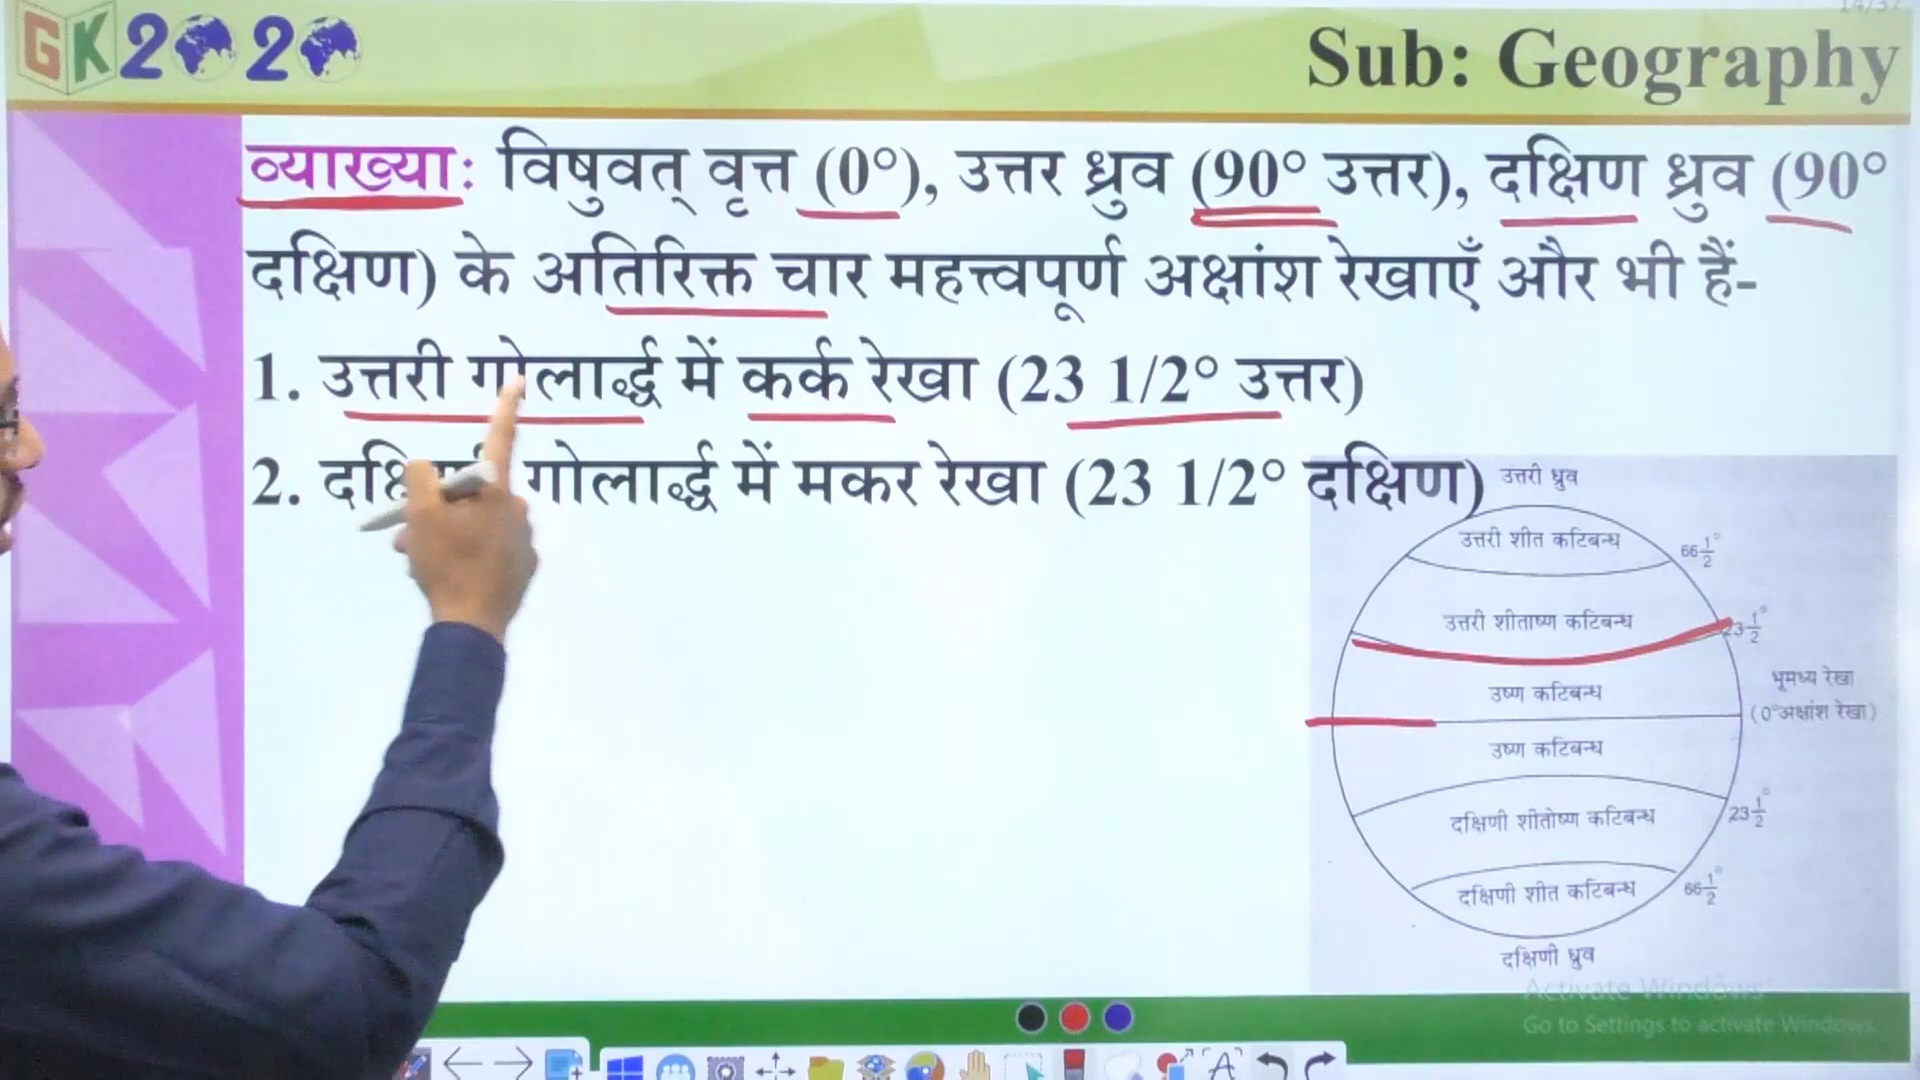 GK2020
Sub: Geography
व्याख्याः विषुवत् वृत्त (0°), उत्तर ध्रुव (90° उत्तर), दक्षिण ध्रुव (90°
दक्षिण) के अतिरिक्त चार महत्त्वपूर्ण अक्षांश रेखाएँ और भी हैं-
1. उत्तरी गोलार्द्ध में कर्क रेखा (23 1/2° उत्तर)
2. गोलार्द्ध में मकर रेखा (23 1/2° दक्षिण)
उत्तरी ध्रुव
उत्तरी शीत कटिबन्ध
66 1/2°
उत्तरी शीताष्ण कटिबन्ध
23 1/2°
उष्ण कटिबन्ध
भूमध्य रेखा
(0°अक्षांश रेखा)
उष्ण कटिबन्ध
दक्षिणी शीतोष्ण कटिबन्ध
23 1/2°
दक्षिणी शीत कटिबन्ध
66 1/2°
दक्षिणी ध्रुव
Activate Windows
Go to Settings to activate Windows.